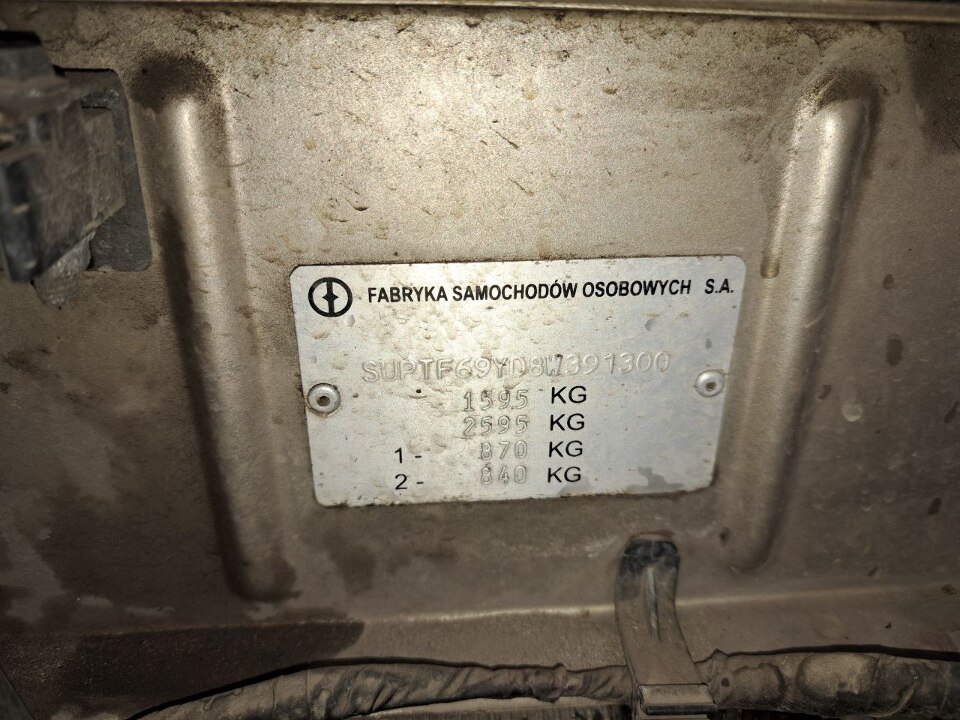 FABRYKA SAMOCHODÓW OSOBOWYCH S.A.
SUPTF69YD8W391300
1595 KG
2595 KG
1 - 870 KG
2 - 840 KG